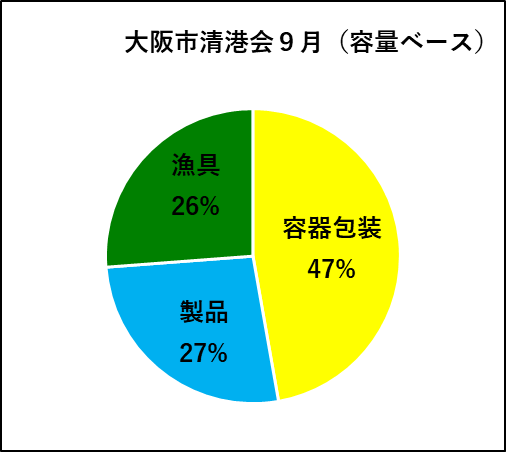 大阪市清港会９月（容量ベース）
漁具
26%
容器包装
47%
製品
27%